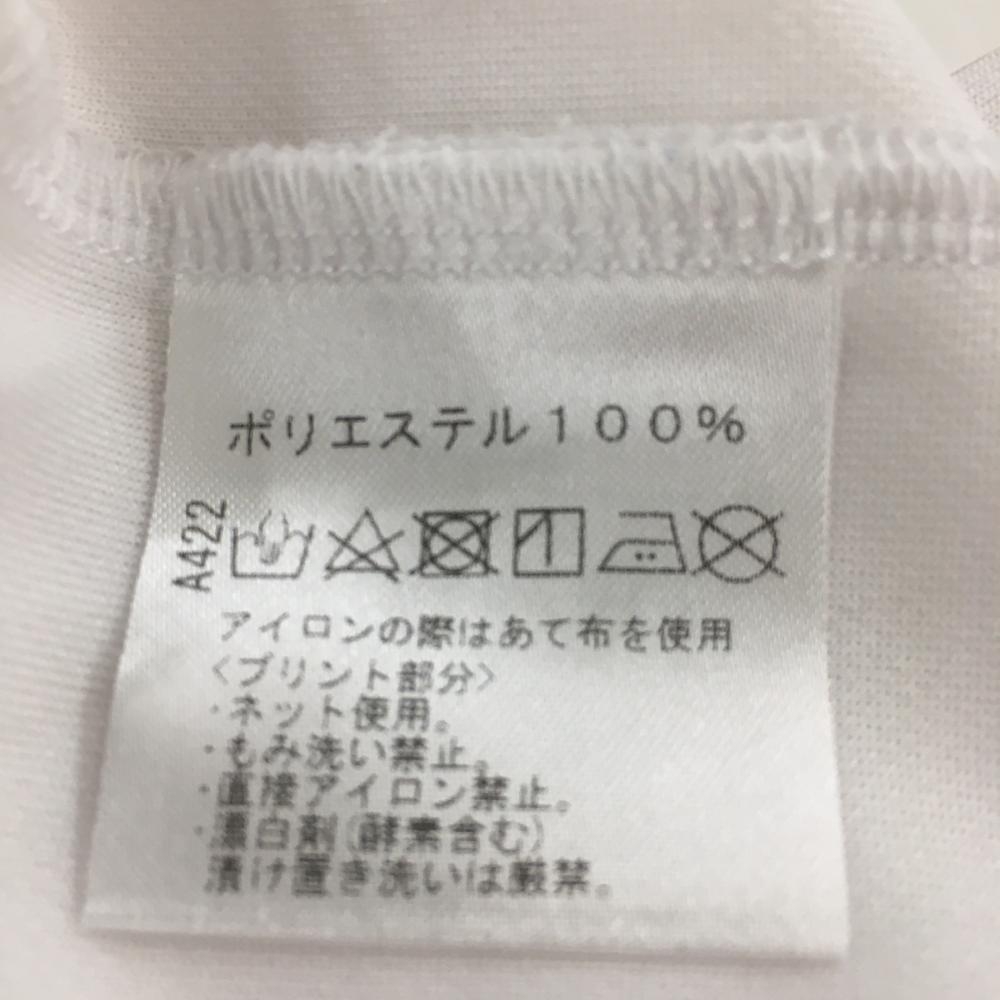 ポリエステル100%
A422
アイロンの際はあて布を使用
<プリント部分>
・ネット使用。
・もみ洗い禁止。
・直接アイロン禁止。
・漂白剤(酵素含む)
漬け置き洗いは厳禁。